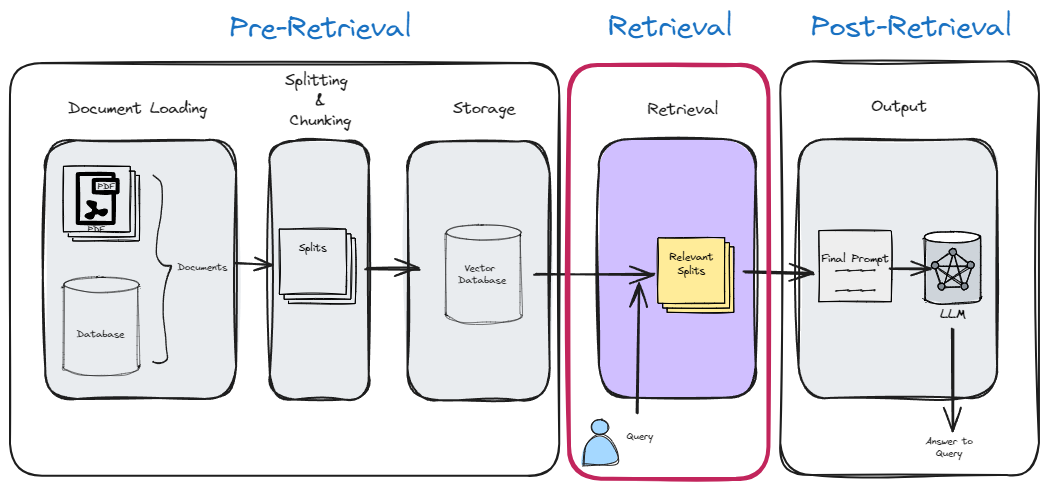 Pre-Retrieval
Retrieval
Post-Retrieval
Document Loading
Splitting
&
Chunking
Storage
Retrieval
Output
PDF
PDF
Documents
Database
Splits
Vector
Database
Relevant
Splits
Final Prompt
LLM
Query
Answer to
Query